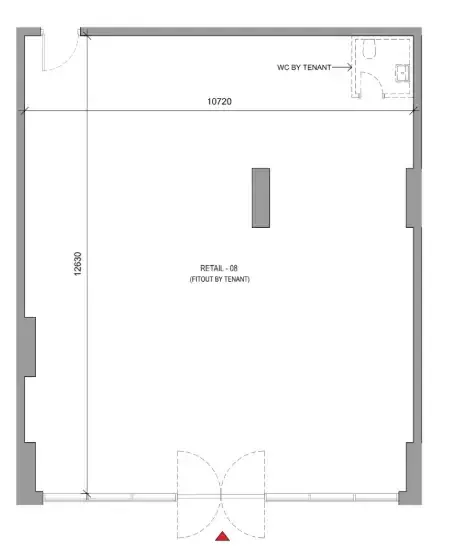 WC BY TENANT
10720
12630
RETAIL - 08
(FITOUT BY TENANT)